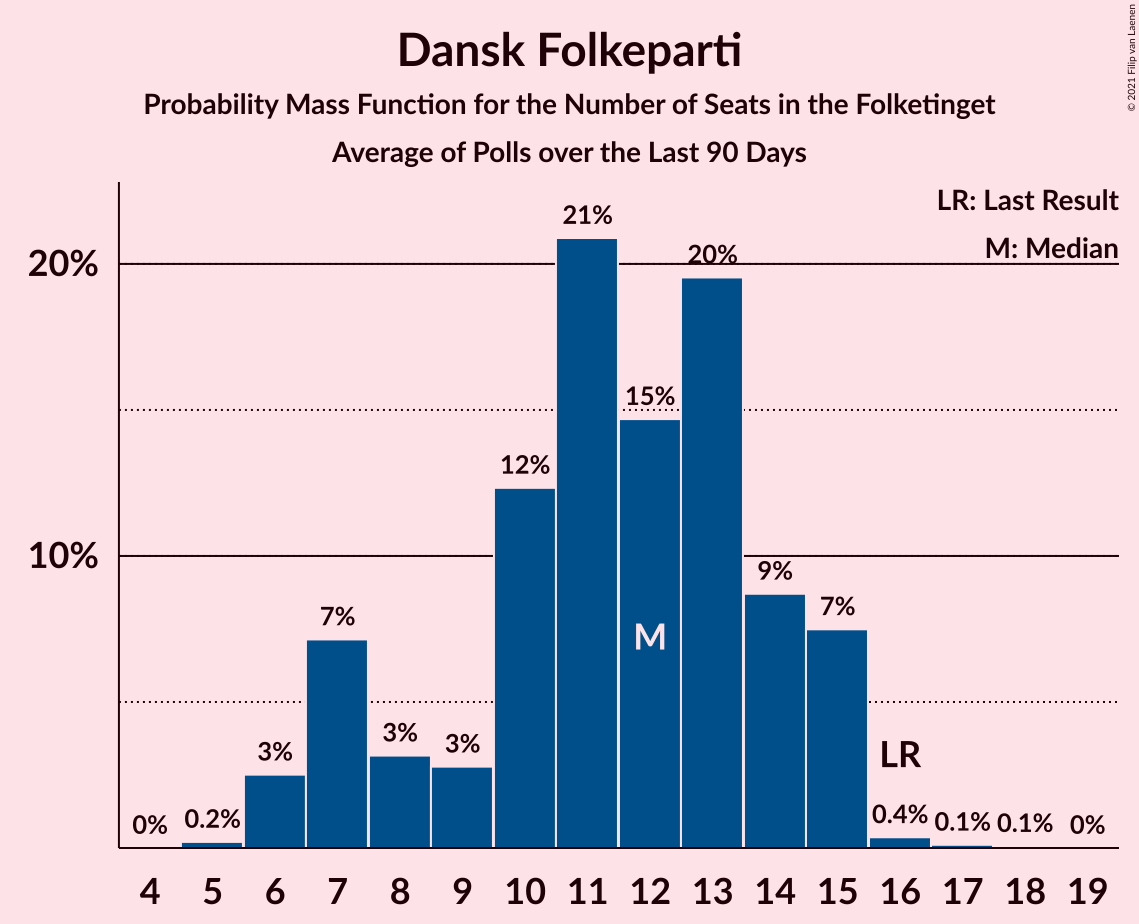 Dansk Folkeparti
Probability Mass Function for the Number of Seats in the Folketinget
Average of Polls over the Last 90 Days
© 2021 Filip van Laenen
LR: Last Result
M: Median
20%
10%
0%
0.2%
3%
7%
3%
3%
12%
21%
15%
20%
9%
7%
0.4%
0.1%
0.1%
0%
M
LR
4 5 6 7 8 9 10 11 12 13 14 15 16 17 18 19